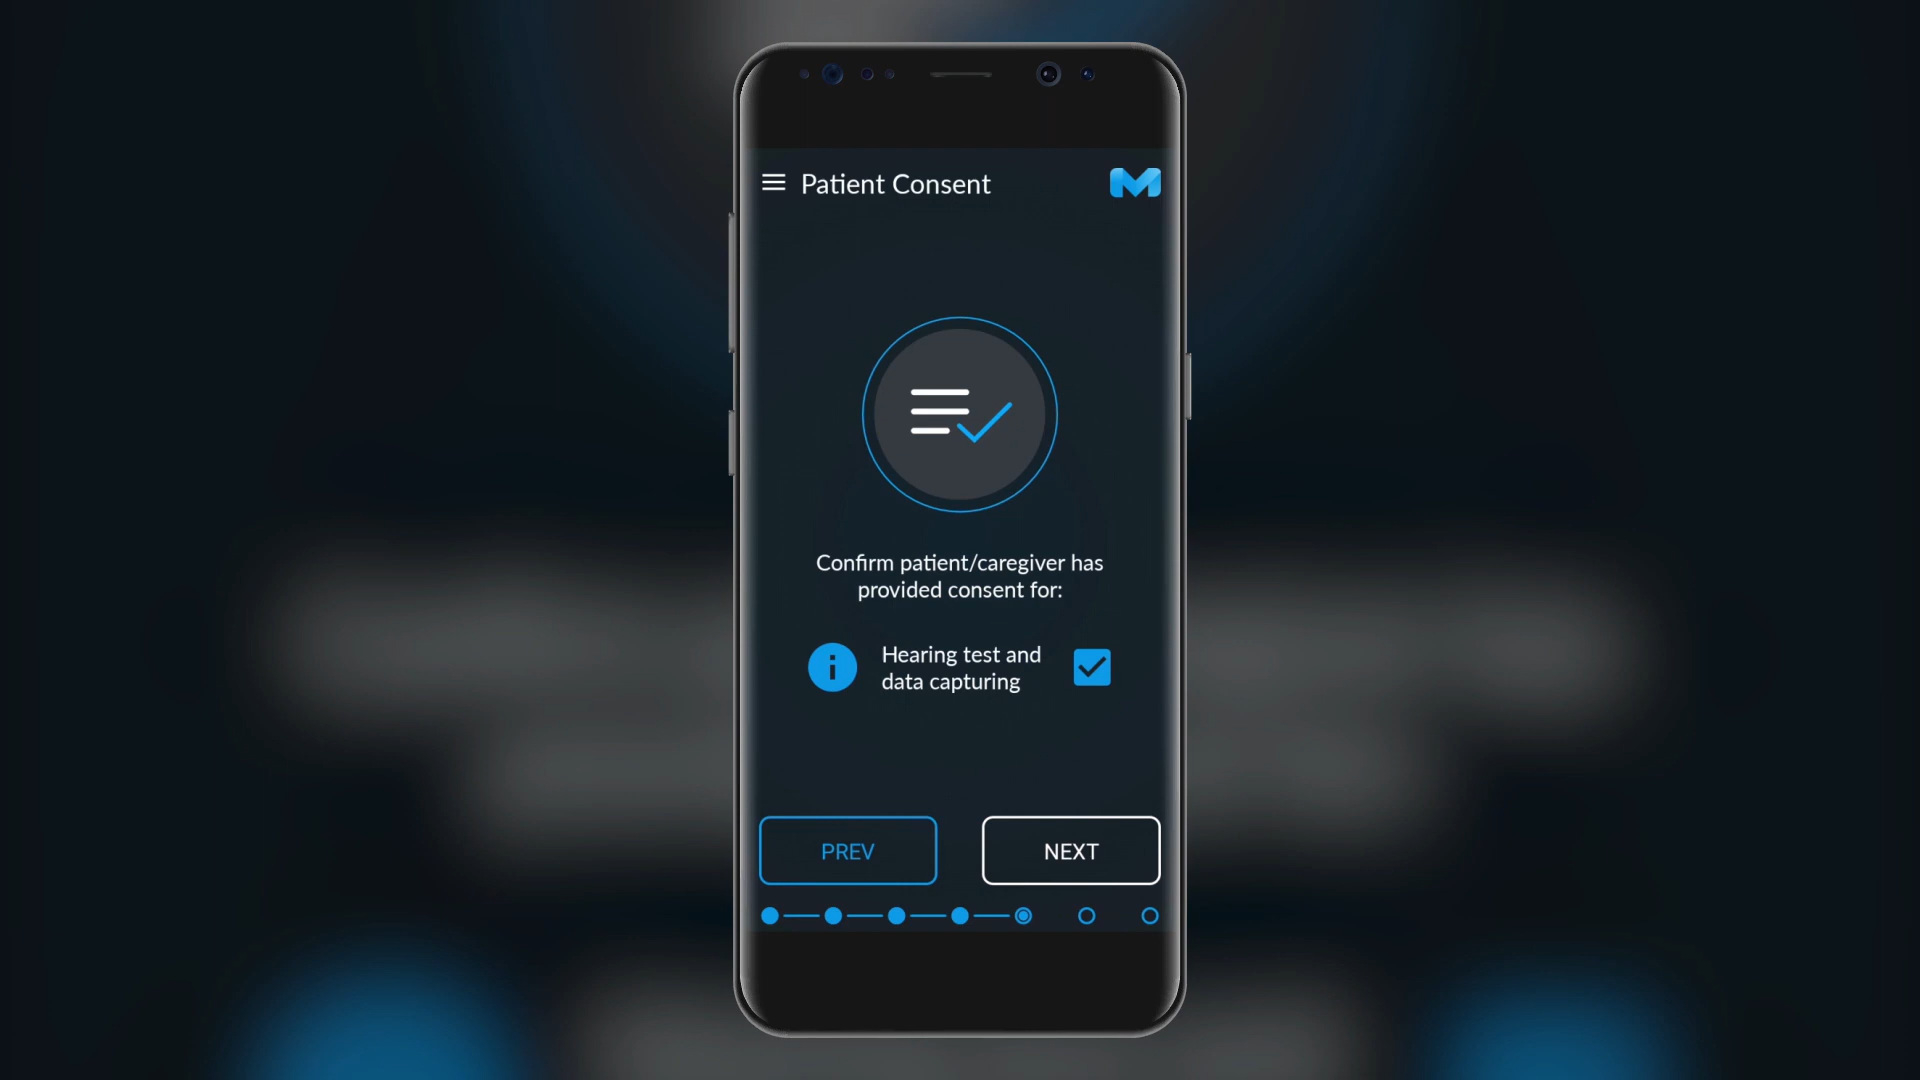 Patient Consent
Confirm patient/caregiver has
provided consent for:
Hearing test and
data capturing
PREV
NEXT